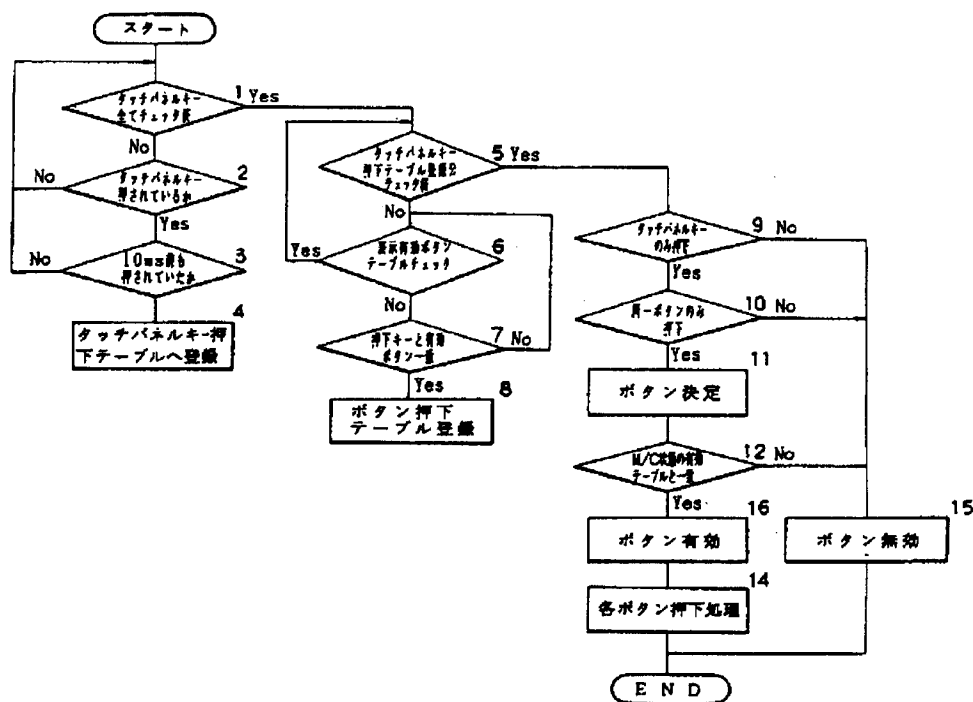 スタート
タッチパネルキー
全てチェック後
1 Yes
No
タッチパネルキー
押されているか
2
No
Yes
10ms前も
押されていたか
3
No
4
タッチパネルキー押
下テーブルへ登録
タッチパネルキー
押下テーブル登録分
チェック後
5 Yes
No
表示有効ボタン
テーブルチェック
6
Yes
No
押下キーと有効
ボタン一致
7 No
Yes
8
ボタン押下
テーブル登録
タッチパネルキー
のみ押下
9 No
Yes
同一ボタンのみ
押下
10 No
Yes
11
ボタン決定
M/C状態の有効
テーブルと一致
12 No
Yes
16
ボタン有効
15
ボタン無効
14
各ボタン押下処理
END